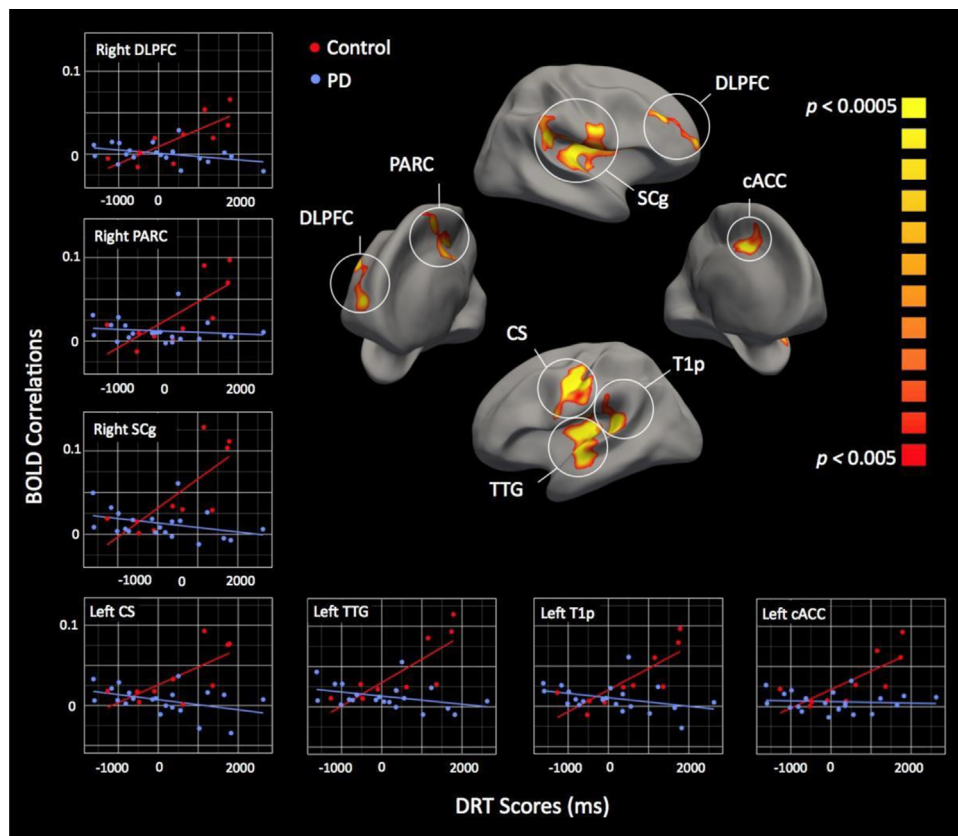 Right DLPFC
0.1
0
-1000 0 2000
Right PARC
0.1
0
-1000 0 2000
Right SCg
0.1
0
-1000 0 2000
Left CS
0.1
0
-1000 0 2000
Left TTG
-1000 0 2000
Left T1p
-1000 0 2000
Left cACC
-1000 0 2000
BOLD Correlations
DRT Scores (ms)
Control
PD
DLPFC
SCg
PARC
DLPFC
cACC
CS
T1p
TTG
p < 0.0005
p < 0.005